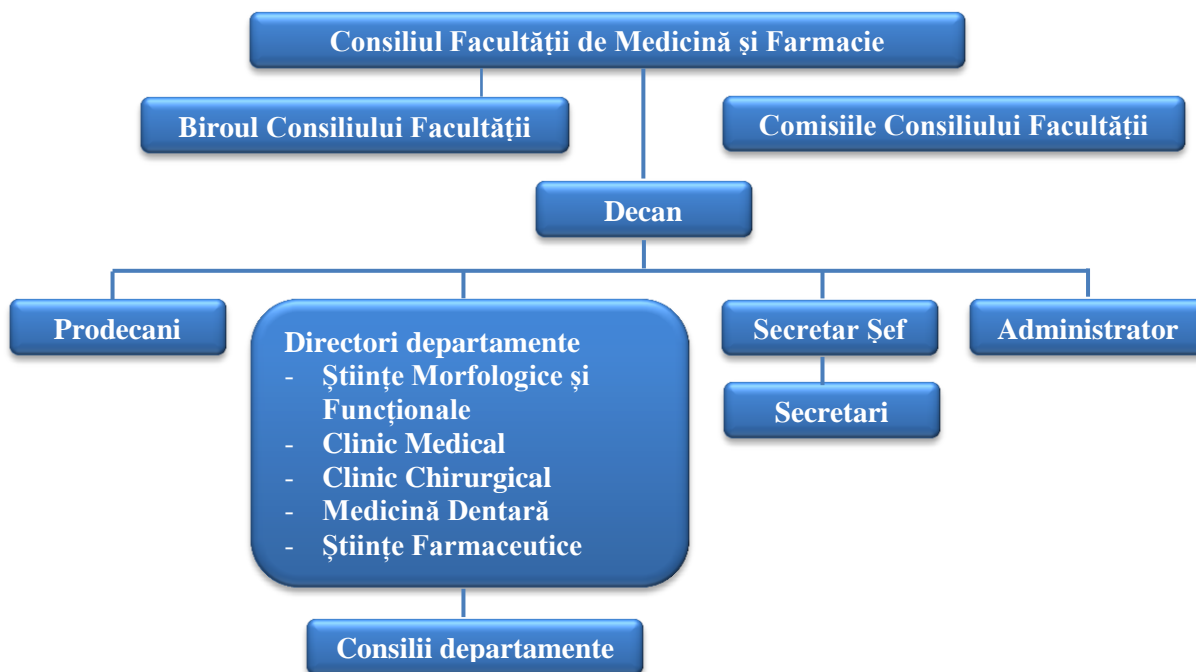 Consiliul Facultății de Medicină și Farmacie
Biroul Consiliului Facultății
Comisiile Consiliului Facultății
Decan
Prodecani
Directori departamente
- Științe Morfologice și
Funcționale
- Clinic Medical
- Clinic Chirurgical
- Medicină Dentară
- Științe Farmaceutice
Secretar Șef
Administrator
Secretari
Consilii departamente